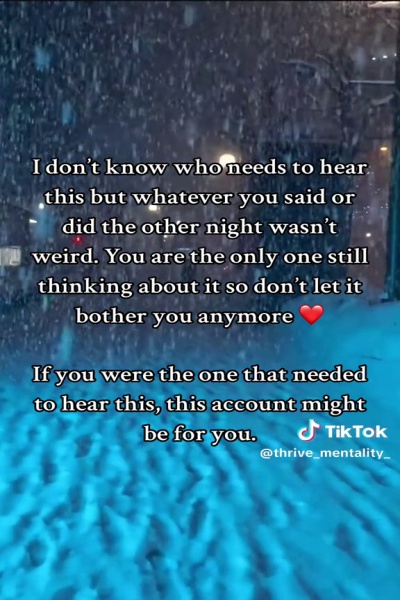 I don't know who needs to hear
this but whatever you said or
did the other night wasn't
weird. You are the only one still
thinking about it so don't let it
bother you anymore ❤️
If you were the one that needed
to hear this, this account might
be for you.
TikTok
@thrive_mentality_